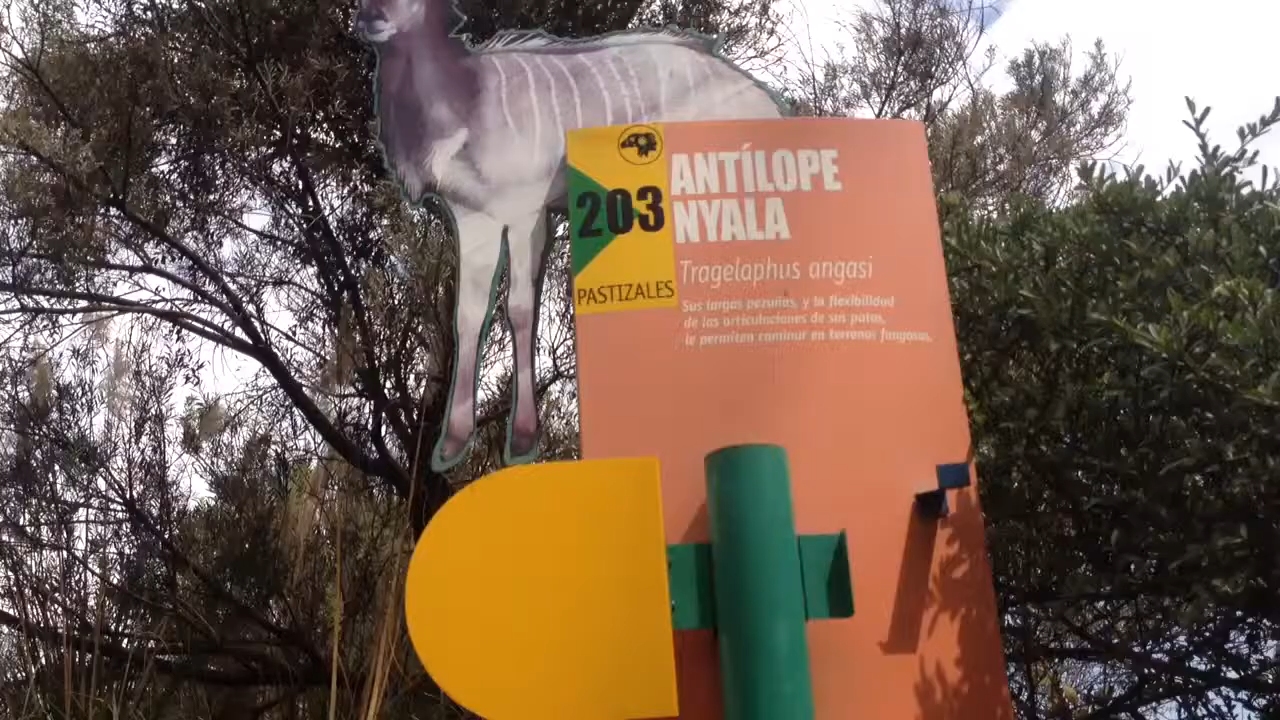 203
PASTIZALES
ANTÍLOPE
NYALA
Tragelaphus angasi
Sus largas pezuñas, y la flexibilidad
de las articulaciones de sus patas,
le permiten caminar en terrenos fangosos.